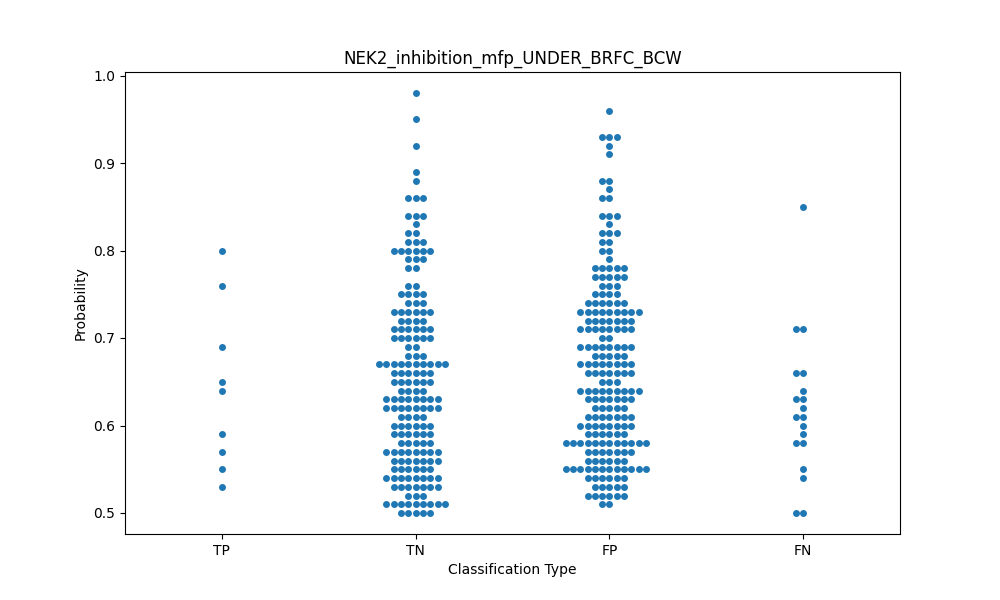 NEK2_inhibition_mfp_UNDER_BRFC_BCW
1.0
0.9
0.8
0.7
0.6
0.5
Probability
TP TN FP FN
Classification Type